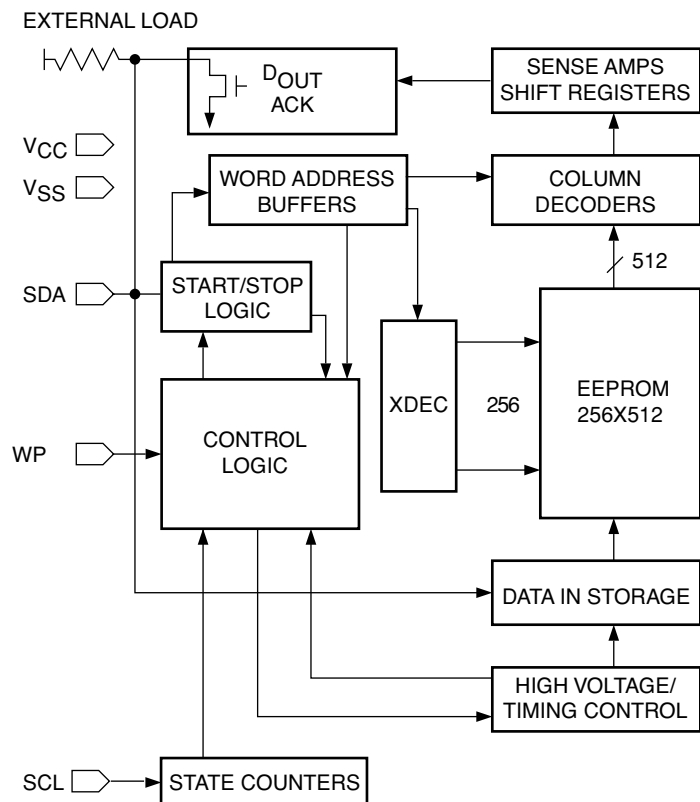 EXTERNAL LOAD
DOUT
ACK
SENSE AMPS
SHIFT REGISTERS
VCC
VSS
WORD ADDRESS
BUFFERS
COLUMN
DECODERS
512
SDA
START/STOP
LOGIC
XDEC
256
EEPROM
256X512
WP
CONTROL
LOGIC
DATA IN STORAGE
HIGH VOLTAGE/
TIMING CONTROL
SCL
STATE COUNTERS